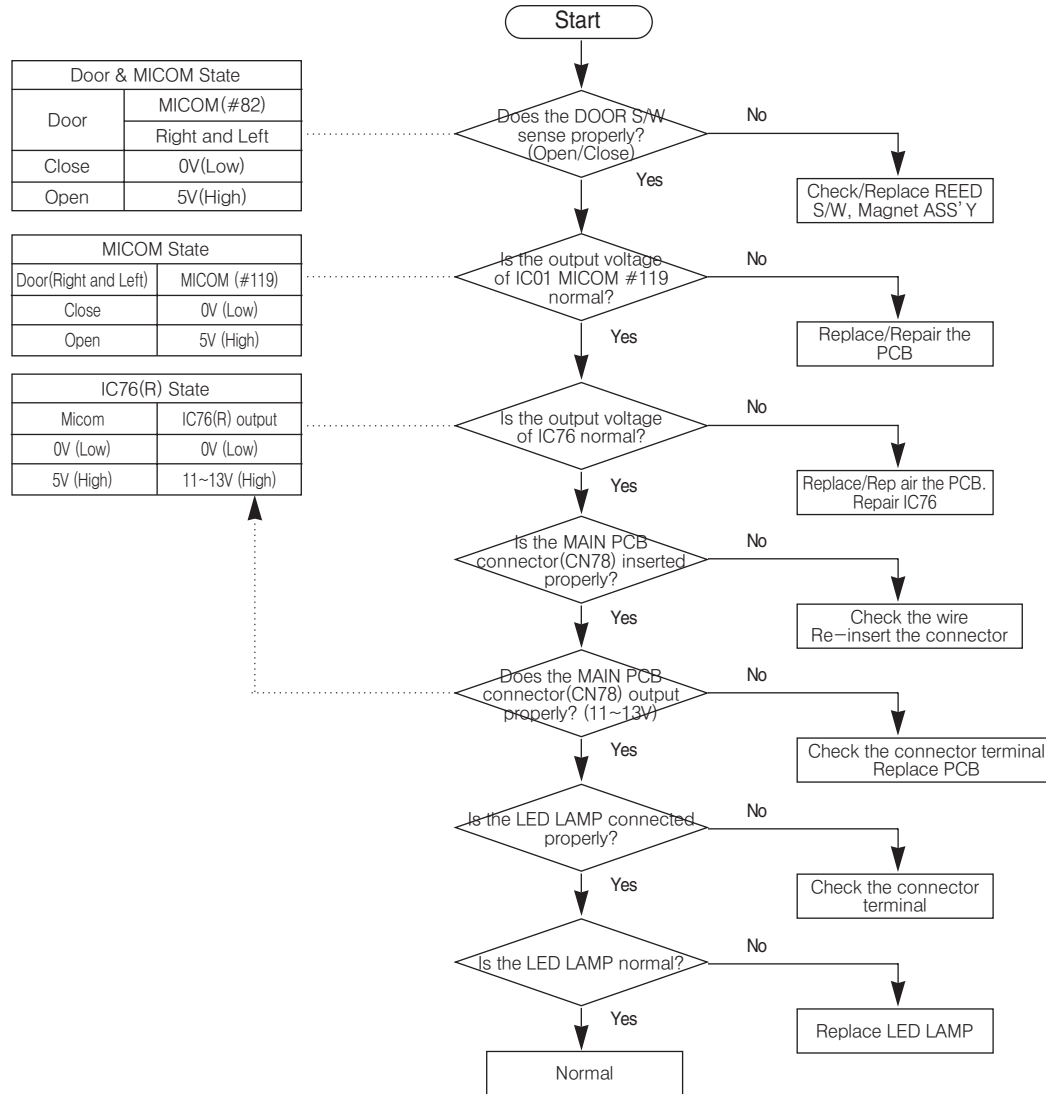 Start
Door & MICOM State
Door
MICOM(#82)
Right and Left
Close
0V(Low)
Open
5V(High)
Does the DOOR S/W
sense properly?
(Open/Close)
No
Yes
Check/Replace REED
S/W, Magnet ASS'Y
MICOM State
Door(Right and Left)
MICOM (#119)
Close
0V (Low)
Open
5V (High)
Is the output voltage
of IC01 MICOM #119
normal?
No
Yes
Replace/Repair the
PCB
IC76(R) State
Micom
IC76(R) output
0V (Low)
0V (Low)
5V (High)
11~13V (High)
Is the output voltage
of IC76 normal?
No
Yes
Replace/Rep air the PCB.
Repair IC76
Is the MAIN PCB
connector(CN78) inserted
properly?
No
Yes
Check the wire
Re-insert the connector
Does the MAIN PCB
connector(CN78) output
properly? (11~13V)
No
Yes
Check the connector terminal
Replace PCB
Is the LED LAMP connected
properly?
No
Yes
Check the connector
terminal
Is the LED LAMP normal?
No
Yes
Replace LED LAMP
Normal